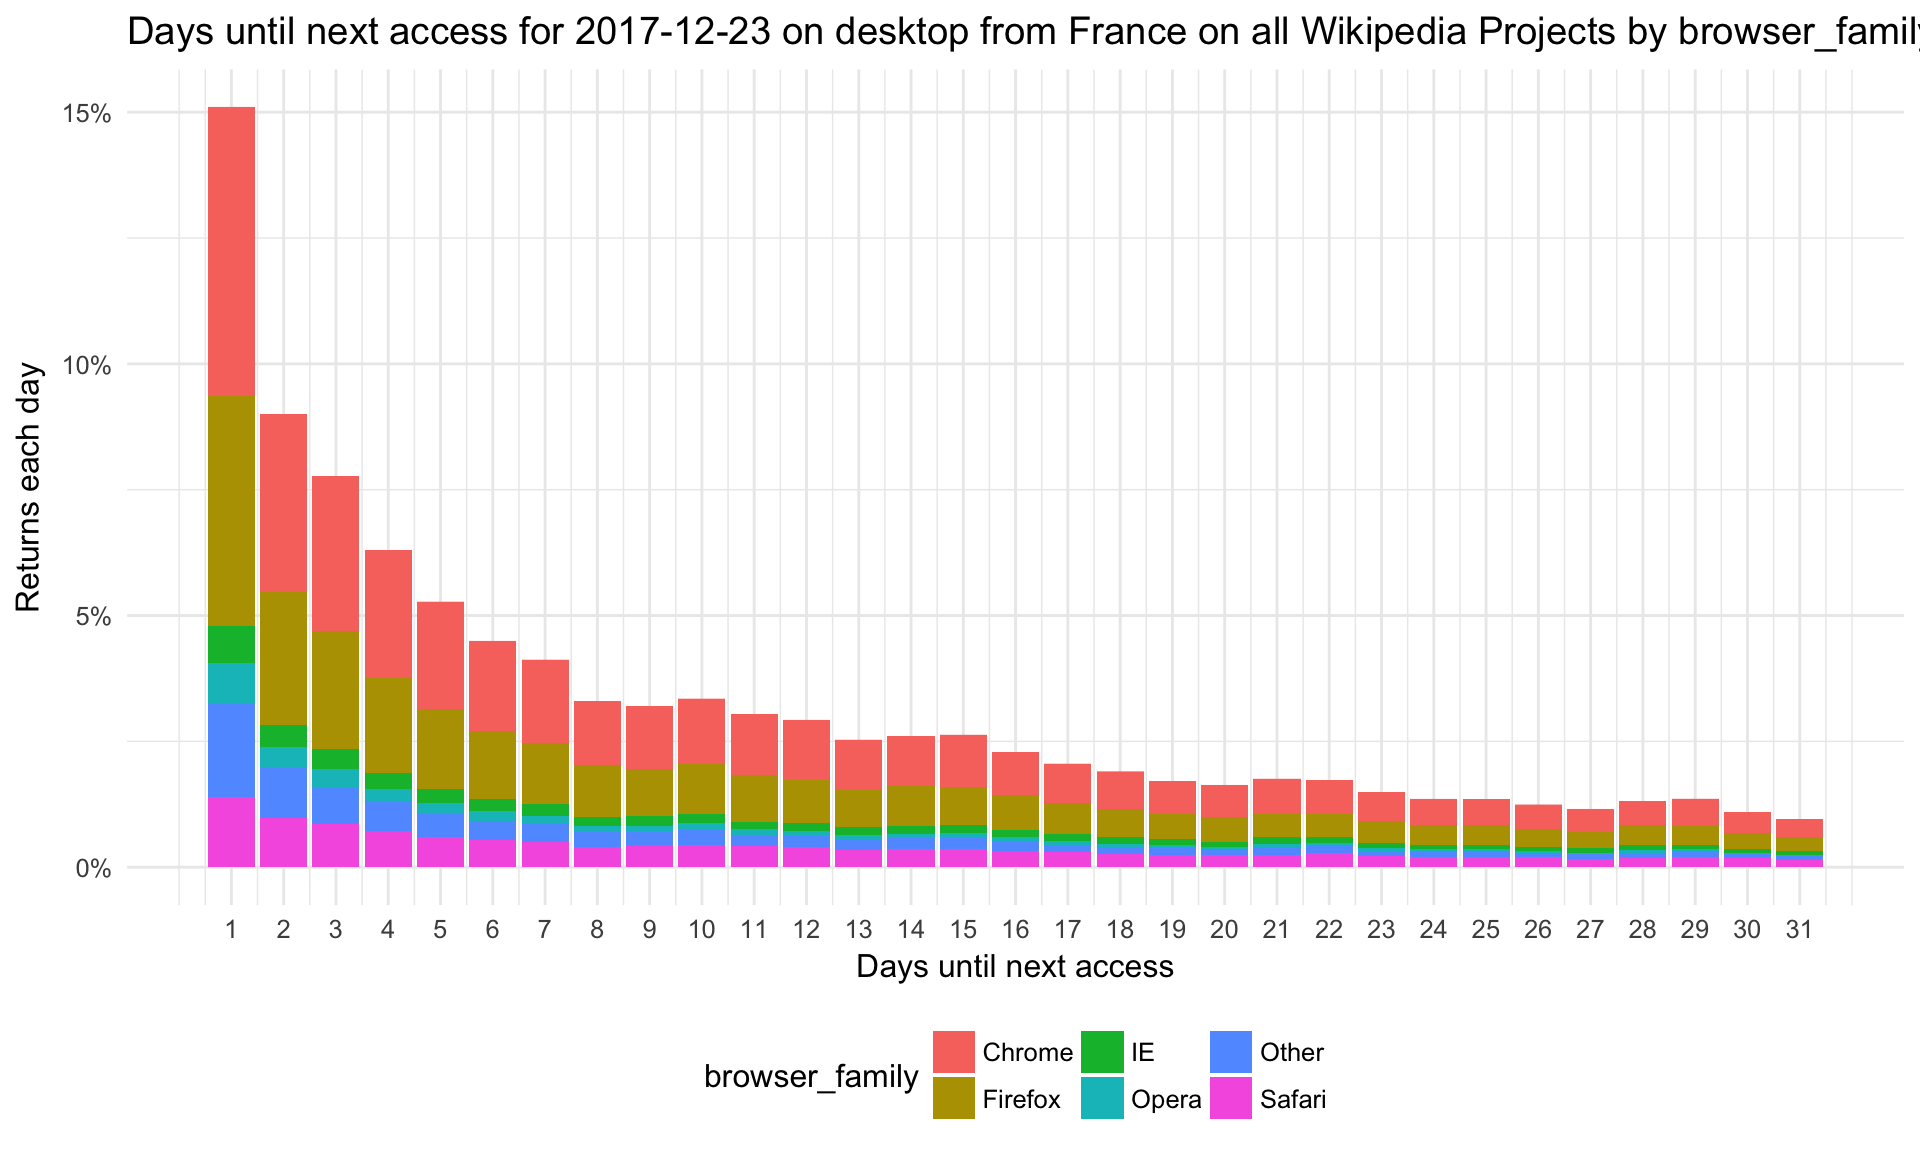 Days until next access for 2017-12-23 on desktop from France on all Wikipedia Projects by browser_family
Returns each day
15%
10%
5%
0%
1 2 3 4 5 6 7 8 9 10 11 12 13 14 15 16 17 18 19 20 21 22 23 24 25 26 27 28 29 30 31
Days until next access
browser_family
Chrome IE Other
Firefox Opera Safari